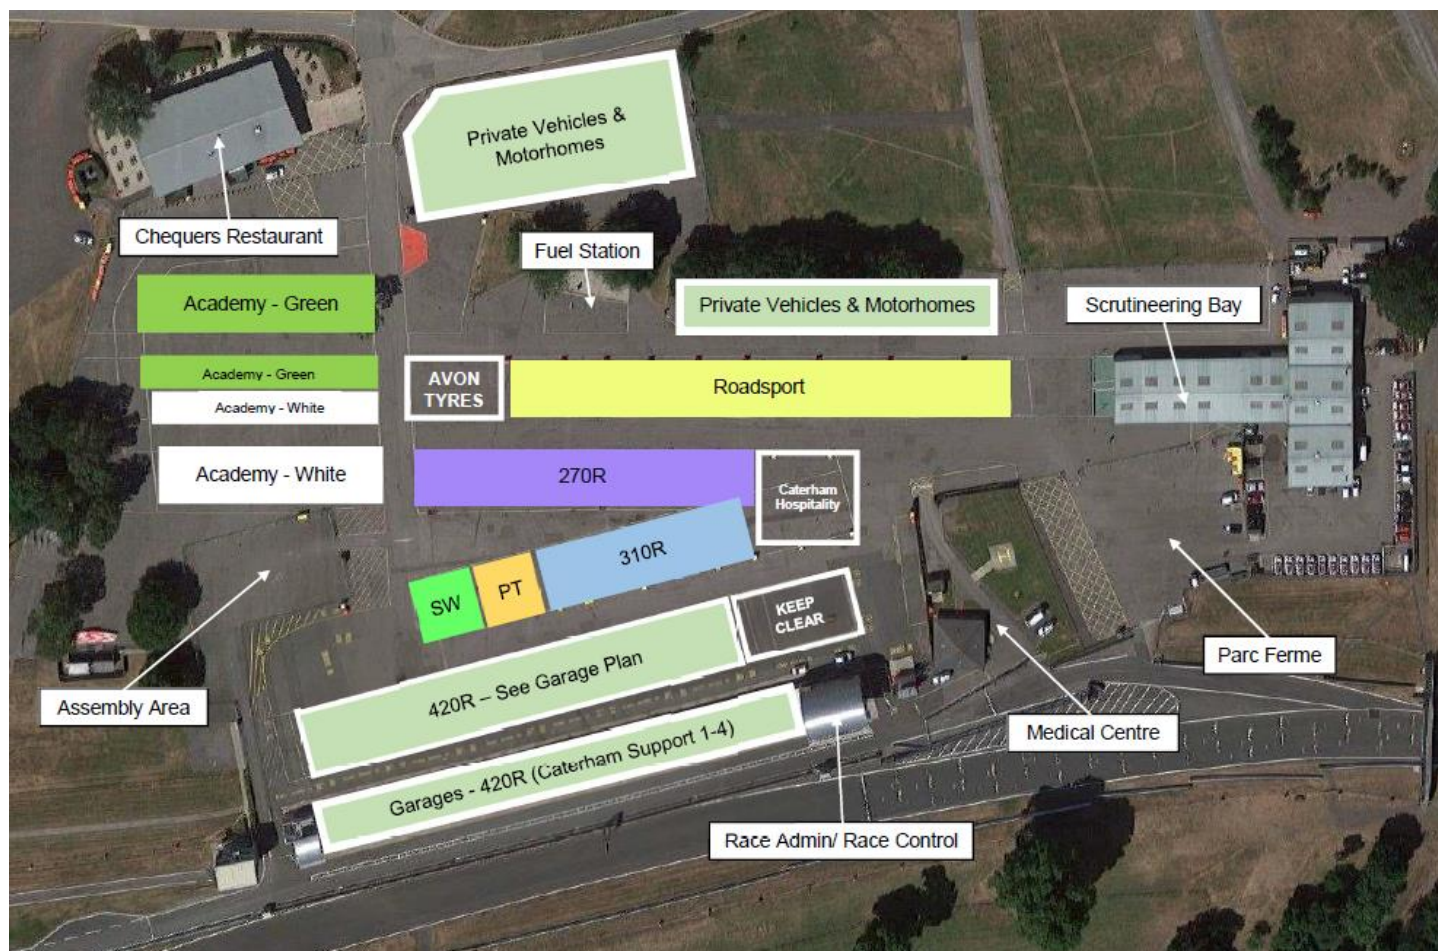 Private Vehicles &
Motorhomes
Chequers Restaurant
Fuel Station
Academy - Green
Private Vehicles & Motorhomes
Scrutineering Bay
Academy - Green
AVON
TYRES
Roadsport
Academy - White
Academy - White
270R
Caterham
Hospitality
310R
SW
PT
KEEP
CLEAR
420R – See Garage Plan
Parc Ferme
Assembly Area
Medical Centre
Garages - 420R (Caterham Support 1-4)
Race Admin/ Race Control